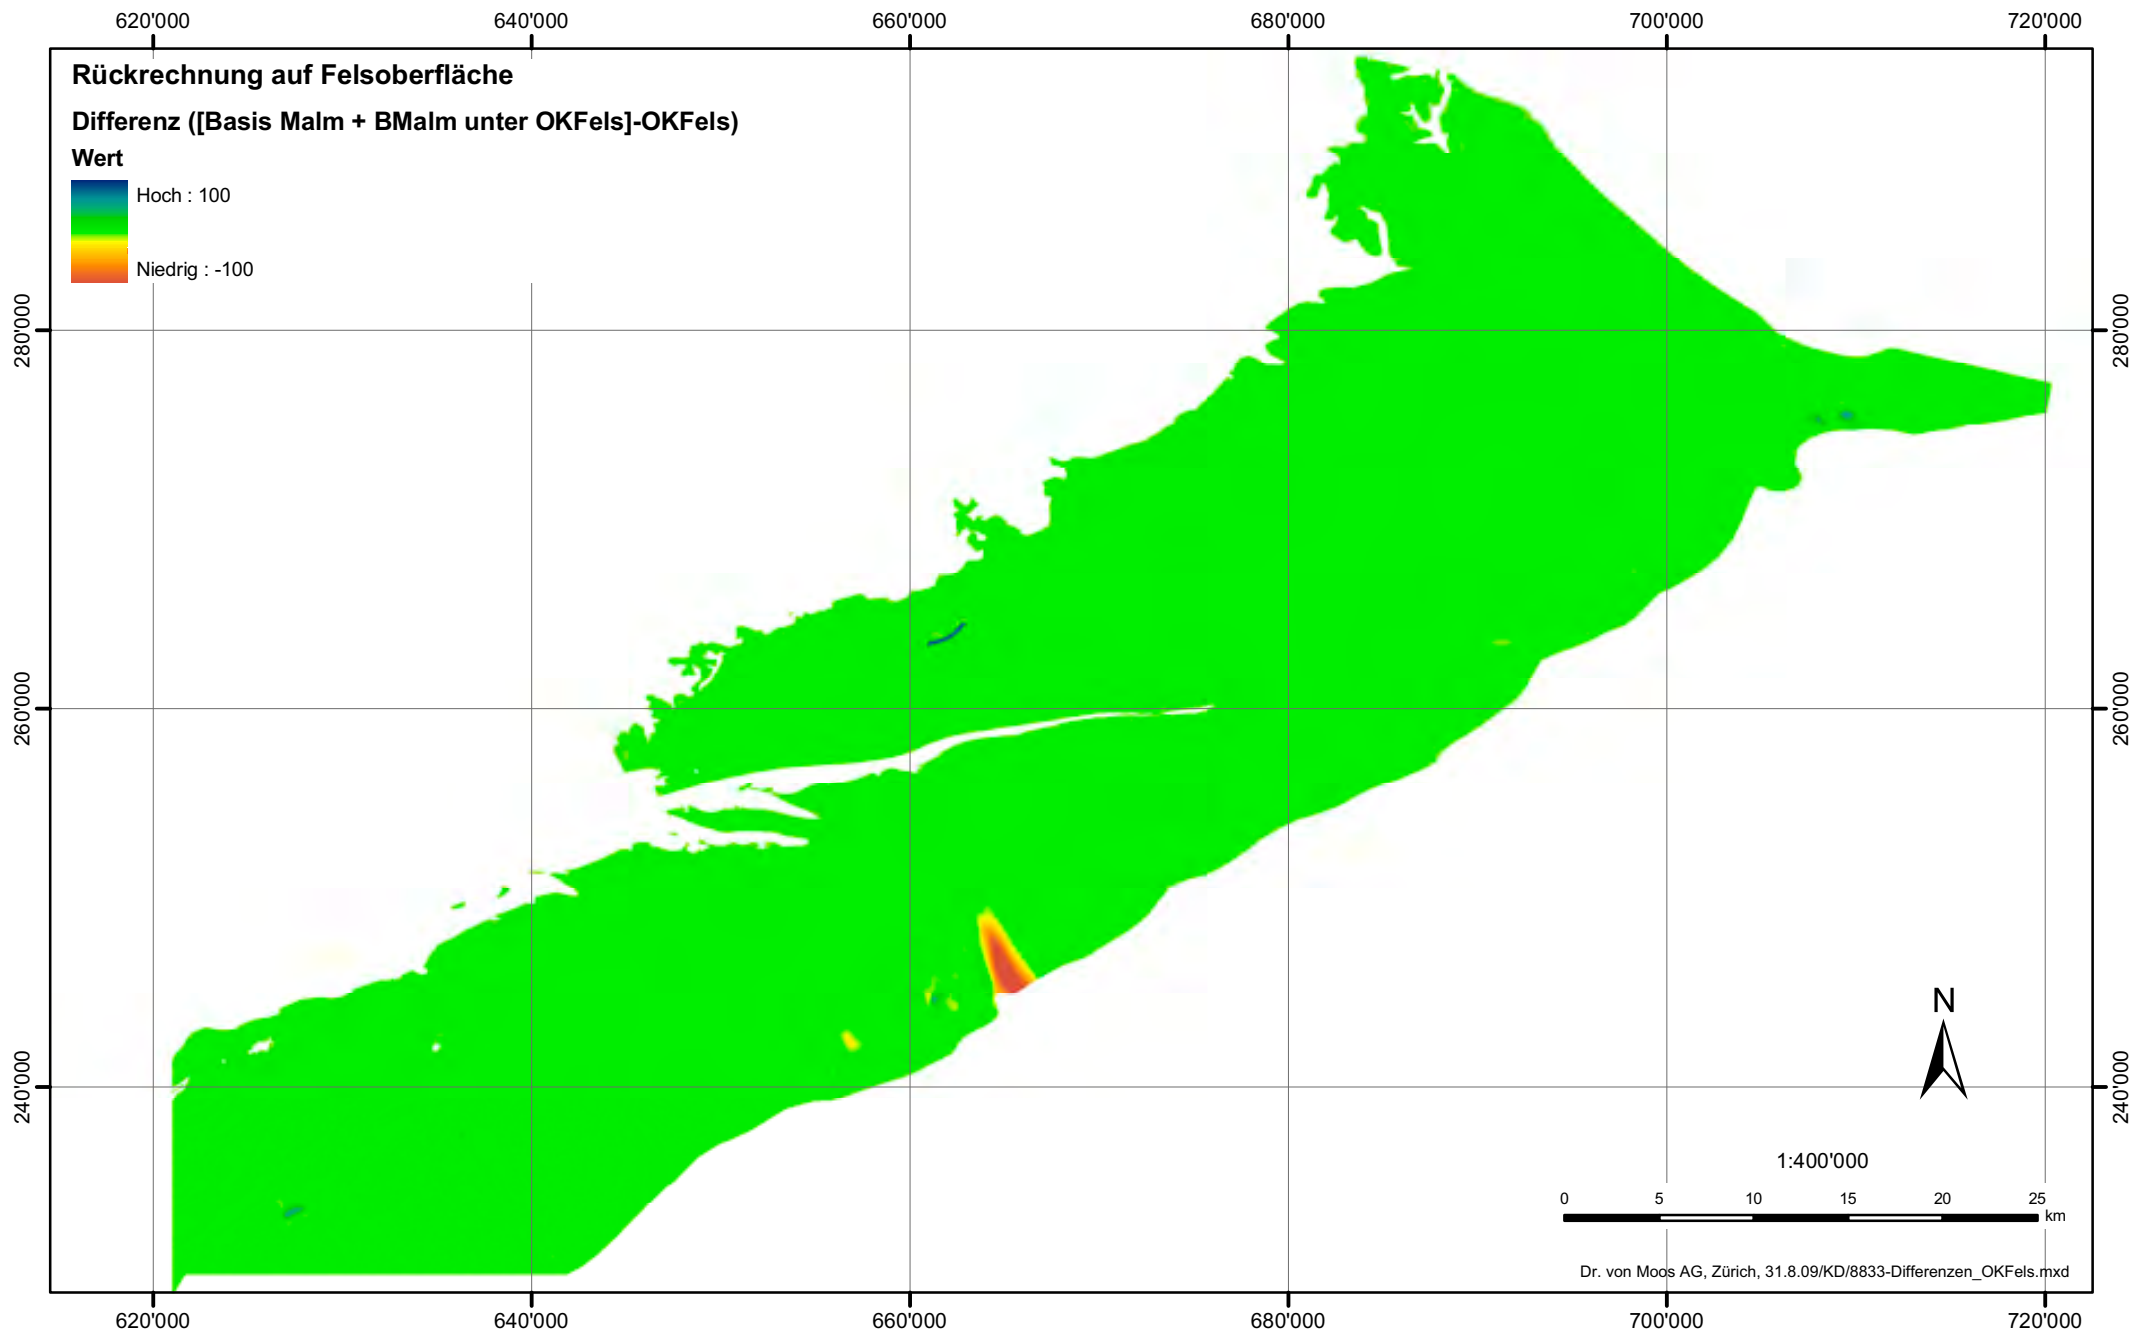 620'000 640'000 660'000 680'000 700'000 720'000
Rückrechnung auf Felsoberfläche
Differenz ([Basis Malm + BMalm unter OKFels]-OKFels)
Wert
Hoch : 100
Niedrig : -100
280'000 280'000
260'000 260'000
240'000 240'000
N
1:400'000
0 5 10 15 20 25
km
Dr. von Moos AG, Zürich, 31.8.09/KD/8833-Differenzen_OKFels.mxd
620'000 640'000 660'000 680'000 700'000 720'000